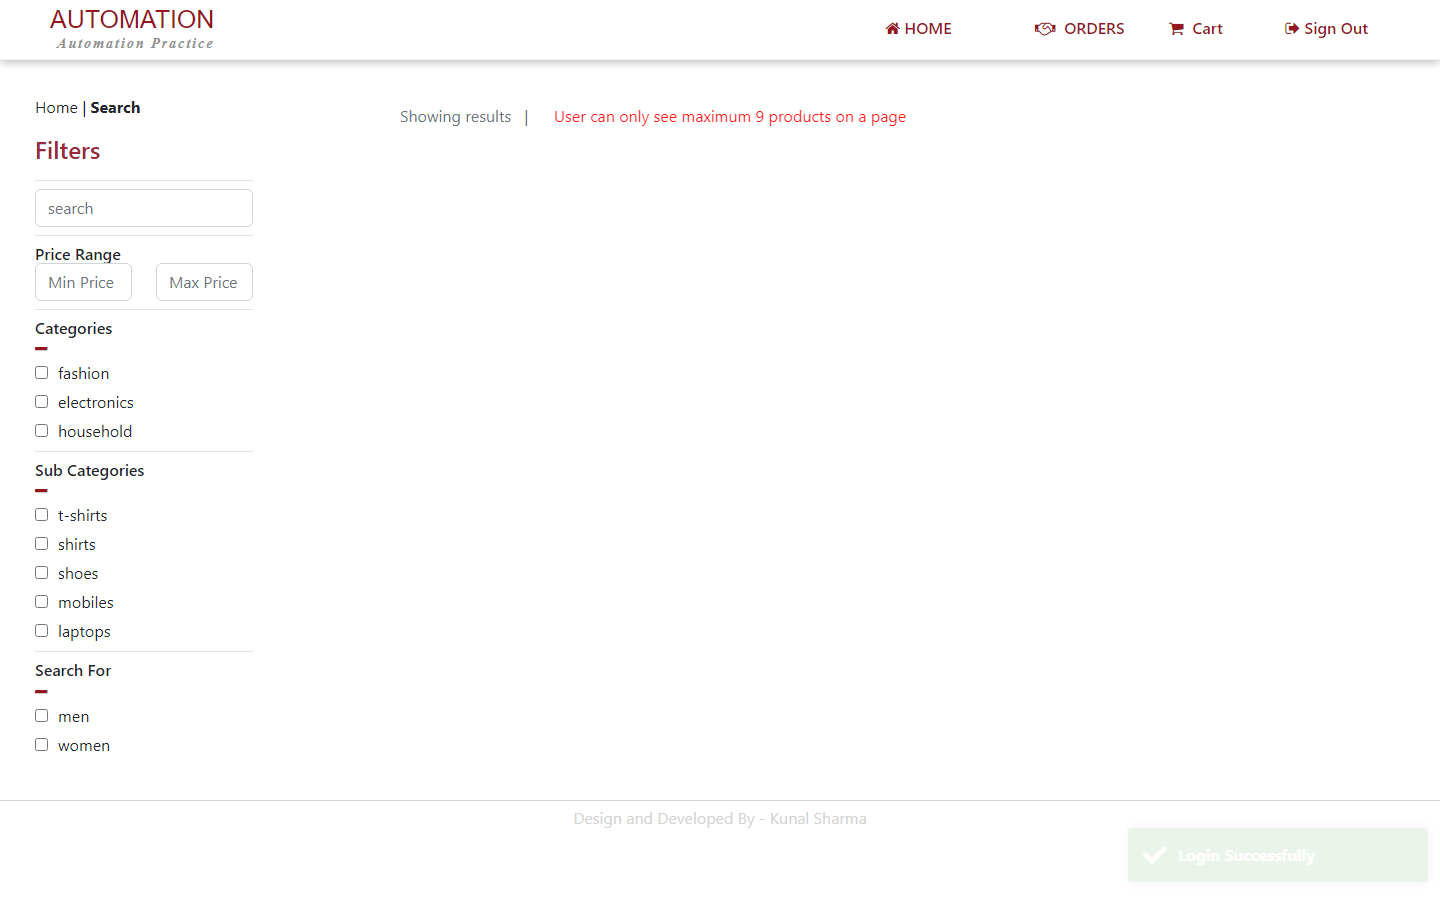 AUTOMATION
Automation Practice
HOME
ORDERS
Cart
Sign Out
Home | Search
Showing results |
User can only see maximum 9 products on a page
Filters
search
Price Range
Min Price
Max Price
Categories
fashion
electronics
household
Sub Categories
t-shirts
shirts
shoes
mobiles
laptops
Search For
men
women
Design and Developed By - Kunal Sharma
Login Successfully